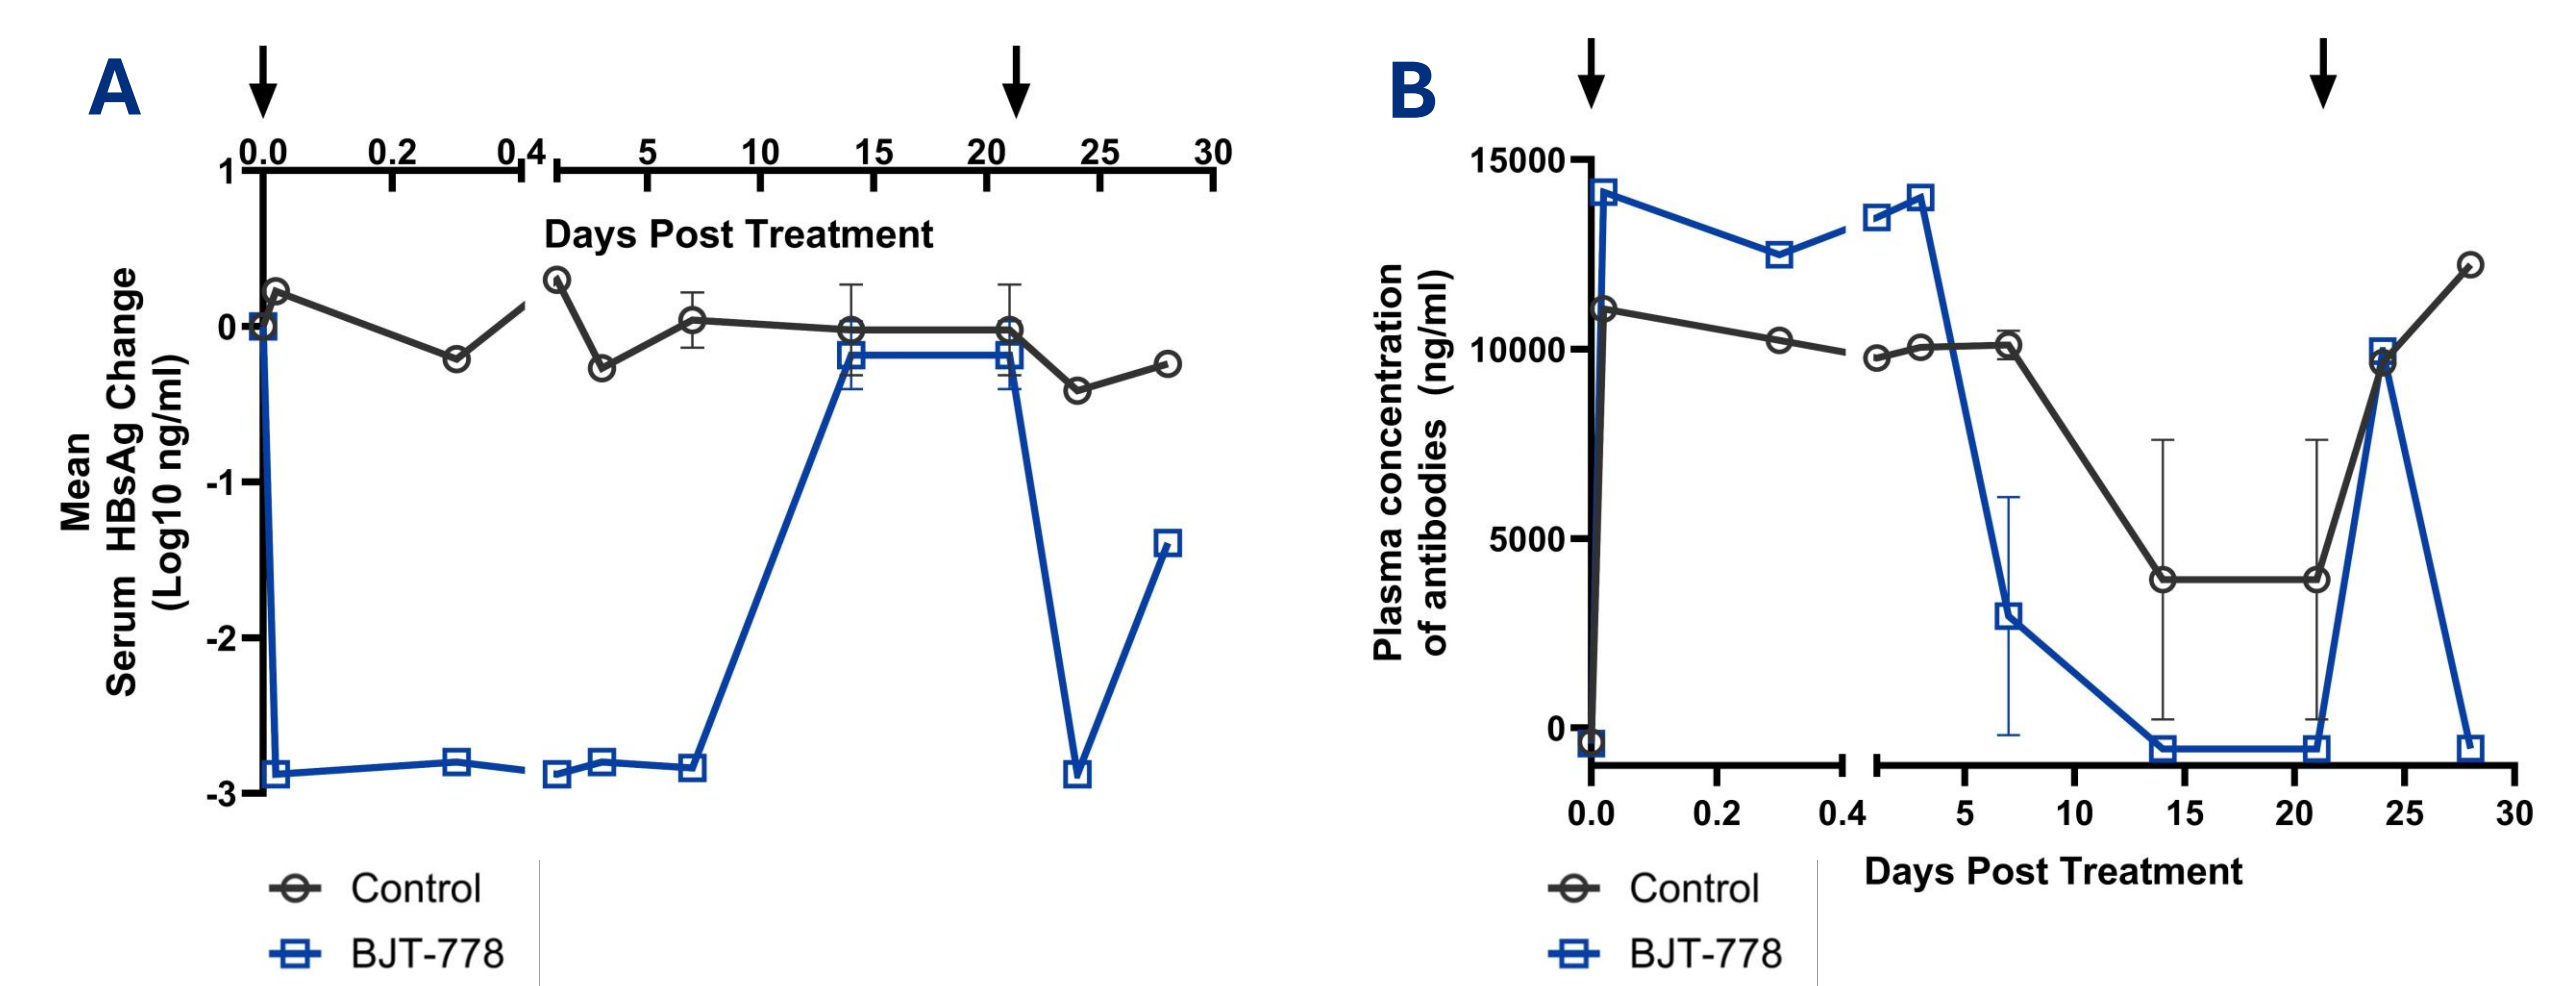 A
0.0 0.2 0.4 5 10 15 20 25 30
1
0
-1
-2
-3
Days Post Treatment
Mean
Serum HBsAg Change
(Log10 ng/ml)
Control
BJT-778
B
15000
10000
5000
0
Plasma concentration
of antibodies (ng/ml)
0.0 0.2 0.4 5 10 15 20 25 30
Days Post Treatment
Control
BJT-778